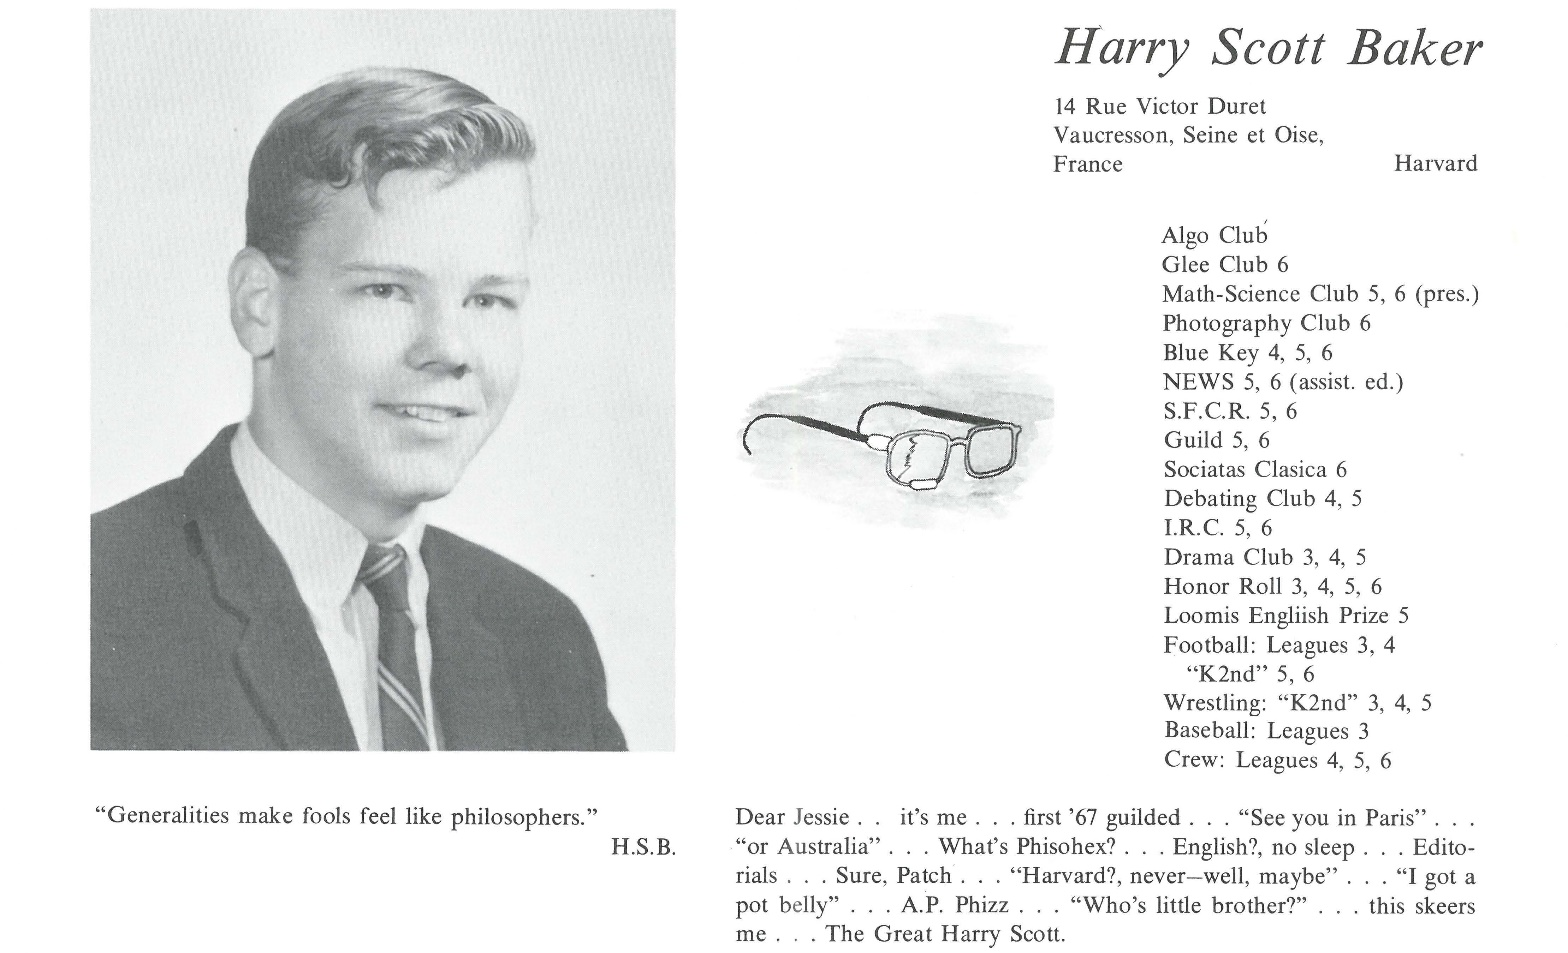 Harry Scott Baker
14 Rue Victor Duret
Vaucresson, Seine et Oise,
France Harvard
Algo Club
Glee Club 6
Math-Science Club 5, 6 (pres.)
Photography Club 6
Blue Key 4, 5, 6
NEWS 5, 6 (assist. ed.)
S.F.C.R. 5, 6
Guild 5, 6
Sociatas Clasica 6
Debating Club 4, 5
I.R.C. 5, 6
Drama Club 3, 4, 5
Honor Roll 3, 4, 5, 6
Loomis Engliish Prize 5
Football: Leagues 3, 4
“K2nd” 5, 6
Wrestling: “K2nd” 3, 4, 5
Baseball: Leagues 3
Crew: Leagues 4, 5, 6
“Generalities make fools feel like philosophers.”
H.S.B.
Dear Jessie . . it’s me . . . first ’67 guilded . . . “See you in Paris” . . .
“or Australia” . . . What’s Phisohex? . . . English?, no sleep . . . Edito-
rials . . . Sure, Patch . . . “Harvard?, never—well, maybe” . . . “I got a
pot belly” . . . A.P. Phizz . . . “Who’s little brother?” . . . this skeers
me . . . The Great Harry Scott.